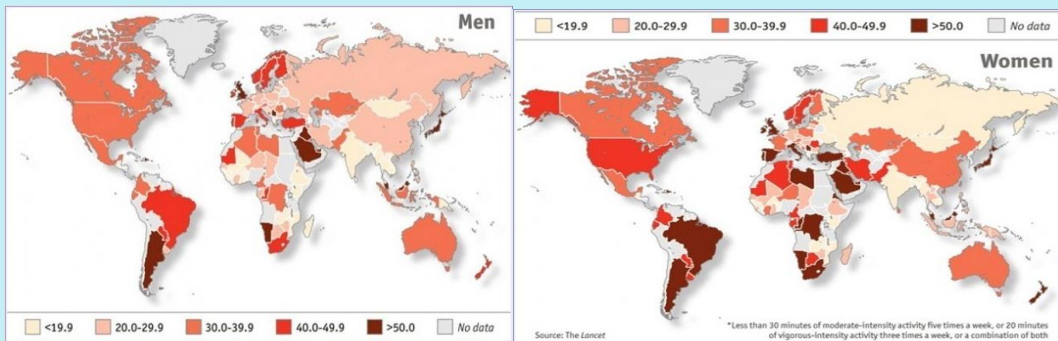 Men
<19.9 20.0-29.9 30.0-39.9 40.0-49.9 >50.0 No data
<19.9 20.0-29.9 30.0-39.9 40.0-49.9 >50.0 No data
Women
Source: The Lancet
*Less than 30 minutes of moderate-intensity activity five times a week, or 20 minutes
of vigorous-intensity activity three times a week, or a combination of both